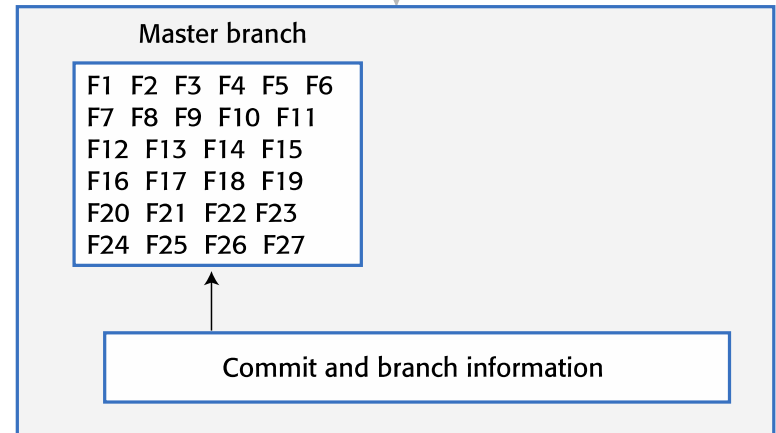 Master branch
F1 F2 F3 F4 F5 F6
F7 F8 F9 F10 F11
F12 F13 F14 F15
F16 F17 F18 F19
F20 F21 F22 F23
F24 F25 F26 F27
Commit and branch information